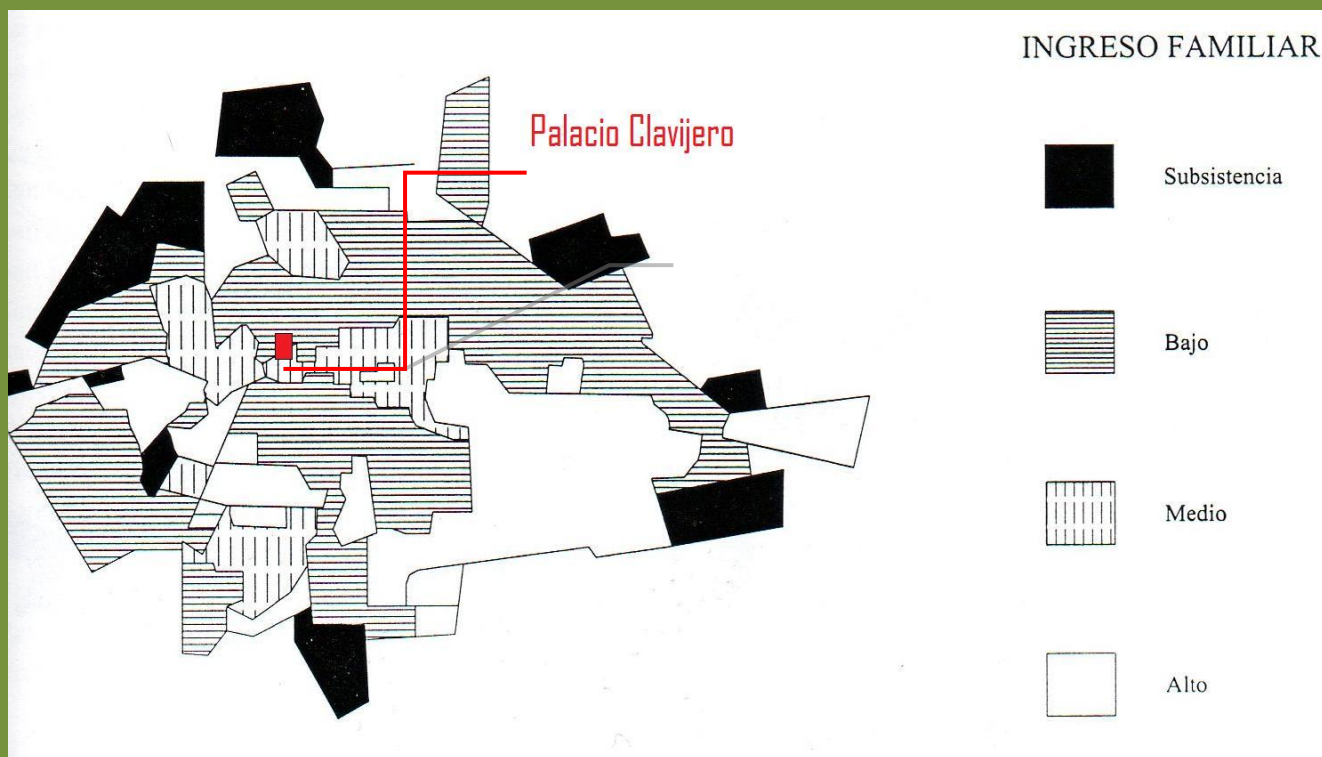 INGRESO FAMILIAR
Palacio Clavijero
Subsistencia
Bajo
Medio
Alto